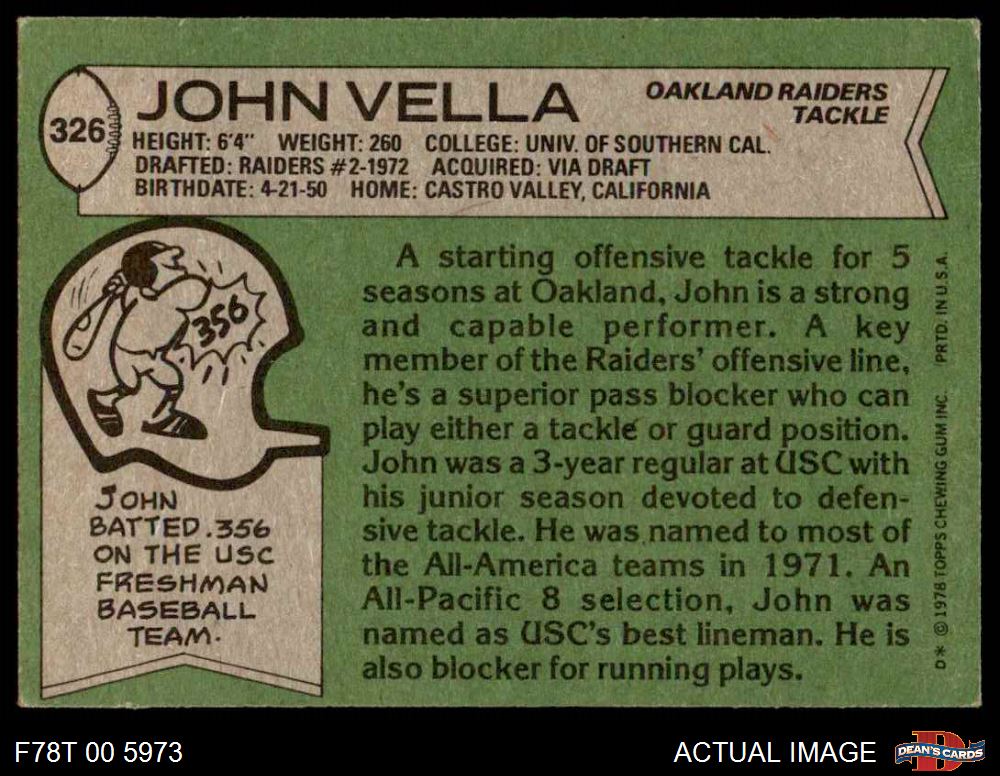 326
JOHN VELLA
OAKLAND RAIDERS
TACKLE
HEIGHT: 6'4" WEIGHT: 260 COLLEGE: UNIV. OF SOUTHERN CAL.
DRAFTED: RAIDERS #2-1972 ACQUIRED: VIA DRAFT
BIRTHDATE: 4-21-50 HOME: CASTRO VALLEY, CALIFORNIA
356
JOHN
BATTED .356
ON THE USC
FRESHMAN
BASEBALL
TEAM.
A starting offensive tackle for 5
seasons at Oakland, John is a strong
and capable performer. A key
member of the Raiders' offensive line,
he's a superior pass blocker who can
play either a tackle or guard position.
John was a 3-year regular at USC with
his junior season devoted to defen-
sive tackle. He was named to most of
the All-America teams in 1971. An
All-Pacific 8 selection, John was
named as USC's best lineman. He is
also blocker for running plays.
D* © 1978 TOPPS CHEWING GUM INC. PRTD. IN U.S.A.
F78T 00 5973
ACTUAL IMAGE
DEAN'S CARDS